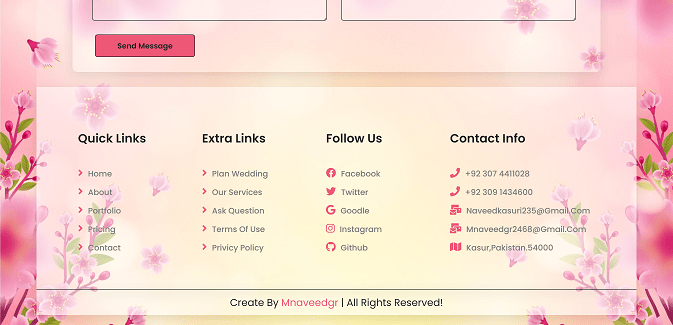 Send Message
Quick Links
Home
About
Portfolio
Pricing
Contact
Extra Links
Plan Wedding
Our Services
Ask Question
Terms Of Use
Privicy Policy
Follow Us
Facebook
Twitter
Goodle
Instagram
Github
Contact Info
+92 307 4411028
+92 309 1434600
Naveedkasuri235@Gmail.Com
Mnaveedgr2468@Gmail.Com
Kasur,Pakistan.54000
Create By Mnaveedgr | All Rights Reserved!